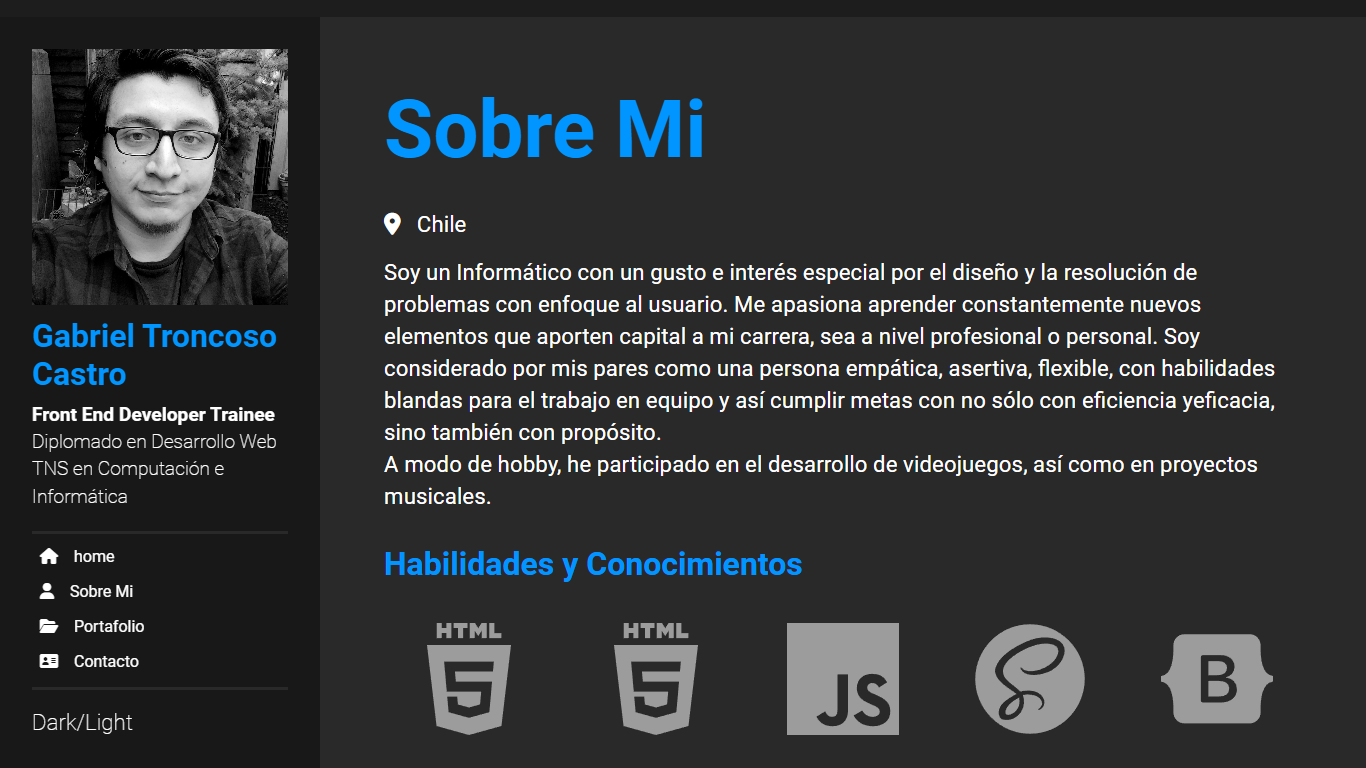 Gabriel Troncoso
Castro
Front End Developer Trainee
Diplomado en Desarrollo Web
TNS en Computación e
Informática
home
Sobre Mi
Portafolio
Contacto
Dark/Light
Sobre Mi
Chile
Soy un Informático con un gusto e interés especial por el diseño y la resolución de
problemas con enfoque al usuario. Me apasiona aprender constantemente nuevos
elementos que aporten capital a mi carrera, sea a nivel profesional o personal. Soy
considerado por mis pares como una persona empática, asertiva, flexible, con habilidades
blandas para el trabajo en equipo y así cumplir metas con no sólo con eficiencia yeficacia,
sino también con propósito.
A modo de hobby, he participado en el desarrollo de videojuegos, así como en proyectos
musicales.
Habilidades y Conocimientos
HTML HTML
5 5 JS S B